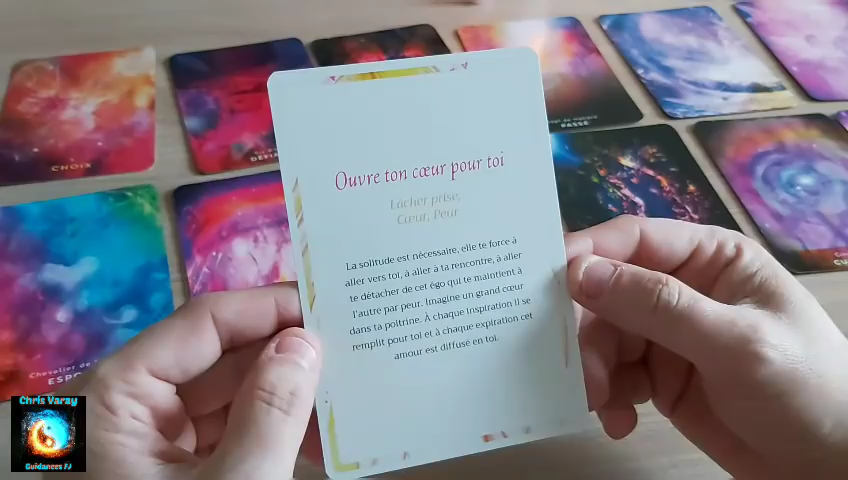 CHOIX
PASSÉ
Ouvre ton cœur pour toi
Lâcher prise,
Cœur, Peur
La solitude est nécessaire, elle te force à
aller vers toi, à aller à ta rencontre, à aller
te détacher de cet égo qui te maintient à
l'autre par peur. Imagine un grand cœur
dans ta poitrine. À chaque inspiration il se
remplit pour toi et à chaque expiration cet
amour est diffusé en toi.
Chevalier de
Chris Varay
Guidances FJ